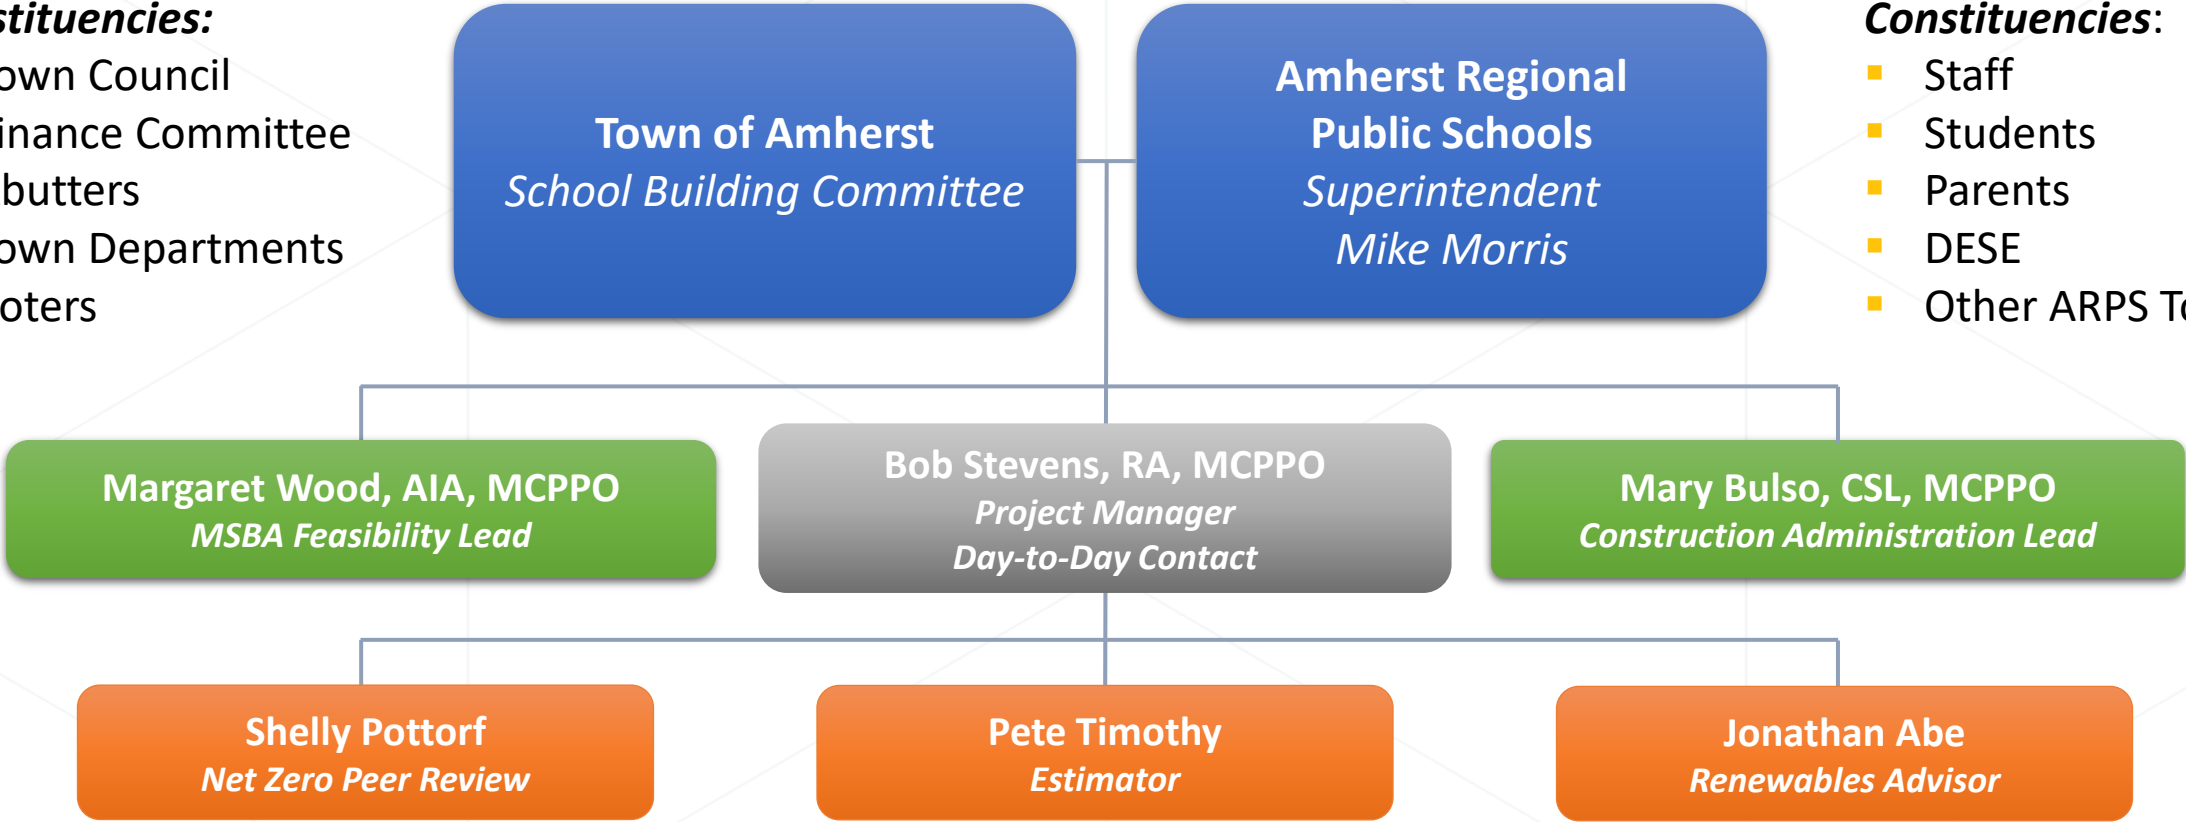 stituencies:
own Council
inance Committee
butters
own Departments
oters
Town of Amherst
School Building Committee
Amherst Regional
Public Schools
Superintendent
Mike Morris
Constituencies:
Staff
Students
Parents
DESE
Other ARPS To
Margaret Wood, AIA, MCPPO
MSBA Feasibility Lead
Bob Stevens, RA, MCPPO
Project Manager
Day-to-Day Contact
Mary Bulso, CSL, MCPPO
Construction Administration Lead
Shelly Pottorf
Net Zero Peer Review
Pete Timothy
Estimator
Jonathan Abe
Renewables Advisor